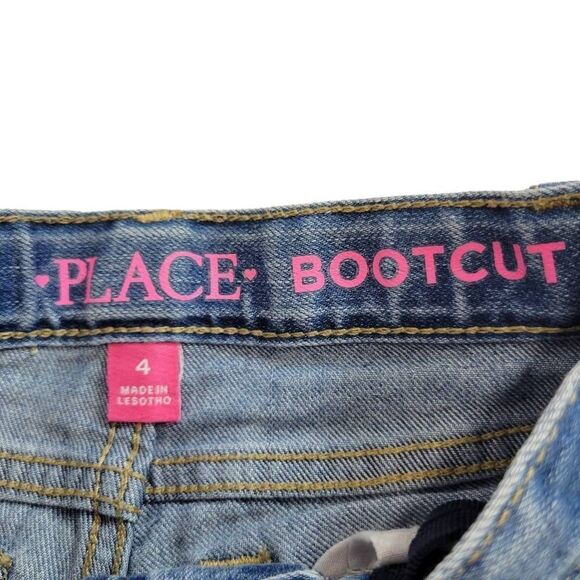 ♥PLACE♥ BOOTCUT
4
MADE IN
LESOTHO